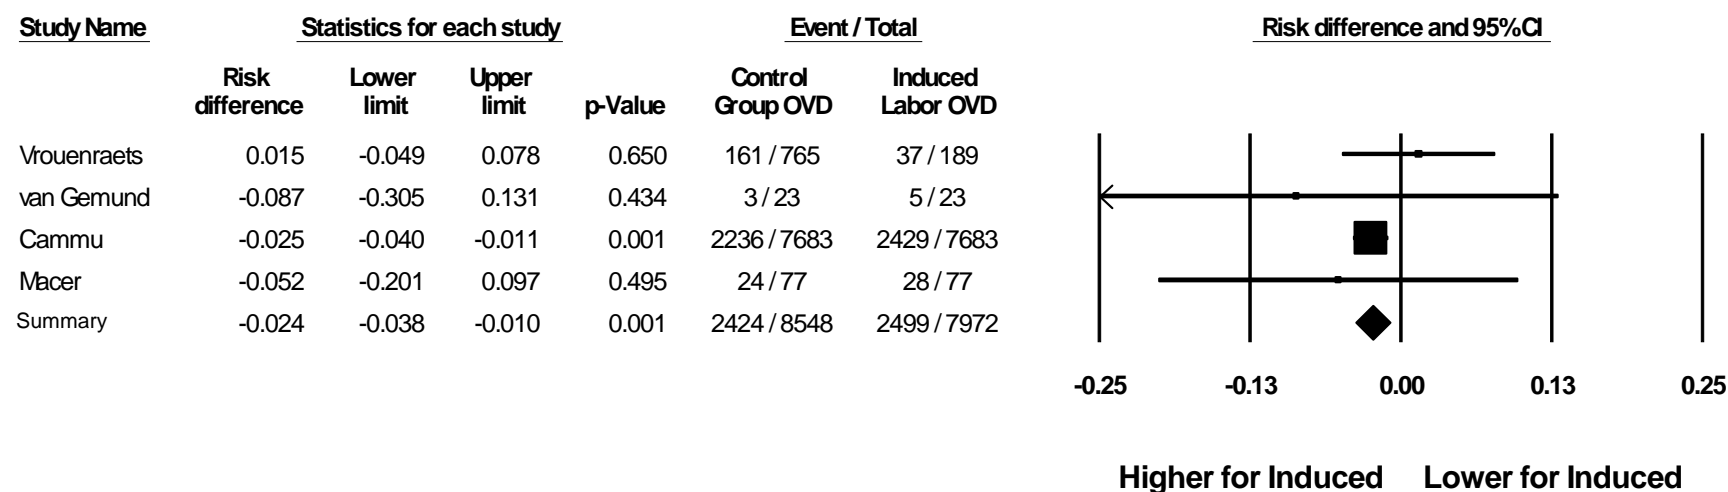 Study Name Statistics for each study Event / Total Risk difference and 95% CI
Risk Lower Upper Control Induced
difference limit limit p-Value Group OVD Labor OVD
Vrouenraets 0.015 -0.049 0.078 0.650 161 / 765 37 / 189
van Gemund -0.087 -0.305 0.131 0.434 3 / 23 5 / 23
Cammu -0.025 -0.040 -0.011 0.001 2236 / 7683 2429 / 7683
Macer -0.052 -0.201 0.097 0.495 24 / 77 28 / 77
Summary -0.024 -0.038 -0.010 0.001 2424 / 8548 2499 / 7972
-0.25 -0.13 0.00 0.13 0.25
Higher for Induced Lower for Induced